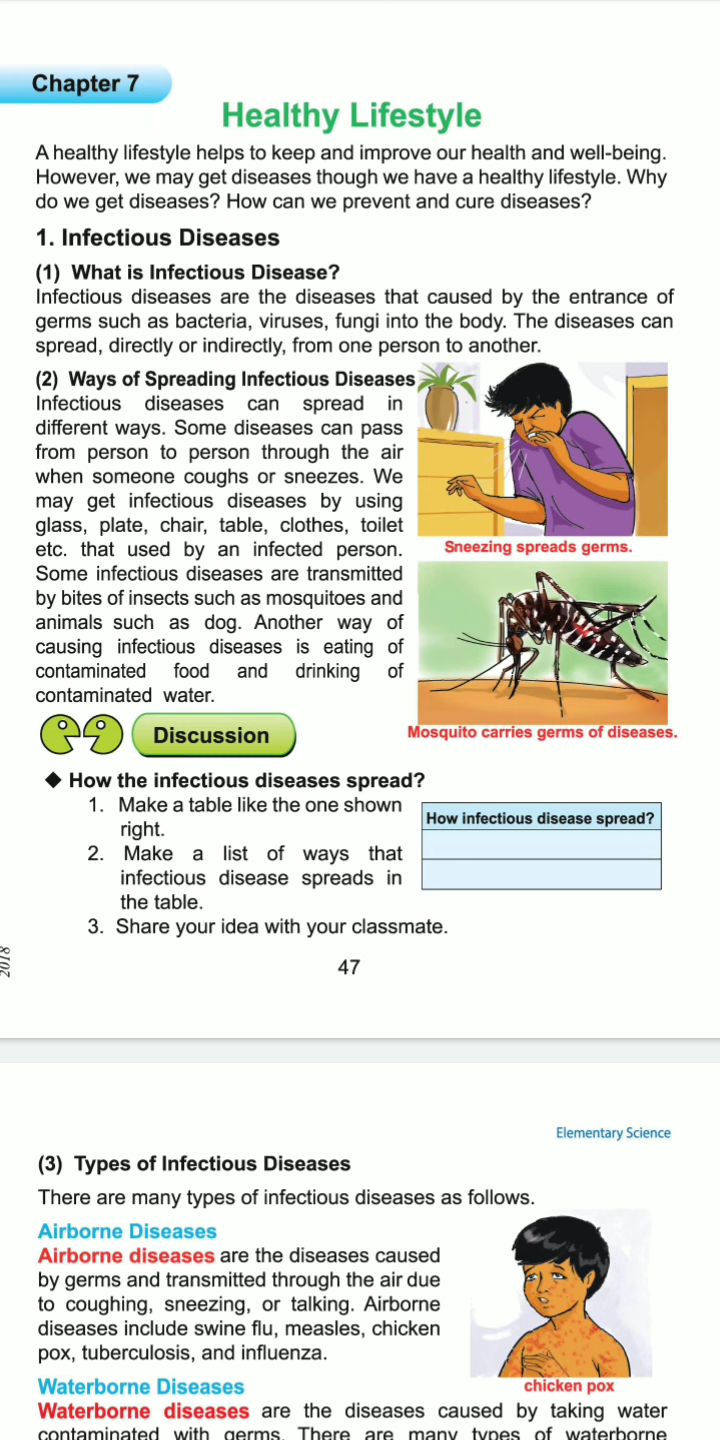 Chapter 7
Healthy Lifestyle
A healthy lifestyle helps to keep and improve our health and well-being.
However, we may get diseases though we have a healthy lifestyle. Why
do we get diseases? How can we prevent and cure diseases?
1. Infectious Diseases
(1) What is Infectious Disease?
Infectious diseases are the diseases that caused by the entrance of
germs such as bacteria, viruses, fungi into the body. The diseases can
spread, directly or indirectly, from one person to another.
(2) Ways of Spreading Infectious Diseases
Infectious diseases can spread in
different ways. Some diseases can pass
from person to person through the air
when someone coughs or sneezes. We
may get infectious diseases by using
glass, plate, chair, table, clothes, toilet
etc. that used by an infected person.
Some infectious diseases are transmitted
by bites of insects such as mosquitoes and
animals such as dog. Another way of
causing infectious diseases is eating of
contaminated food and drinking of
contaminated water.
Sneezing spreads germs.
Mosquito carries germs of diseases.
Discussion
◆ How the infectious diseases spread?
1. Make a table like the one shown
right.
2. Make a list of ways that
infectious disease spreads in
the table.
3. Share your idea with your classmate.
How infectious disease spread?
2018
47
Elementary Science
(3) Types of Infectious Diseases
There are many types of infectious diseases as follows.
Airborne Diseases
Airborne diseases are the diseases caused
by germs and transmitted through the air due
to coughing, sneezing, or talking. Airborne
diseases include swine flu, measles, chicken
pox, tuberculosis, and influenza.
chicken pox
Waterborne Diseases
Waterborne diseases are the diseases caused by taking water
contaminated with germs. There are many types of waterborne